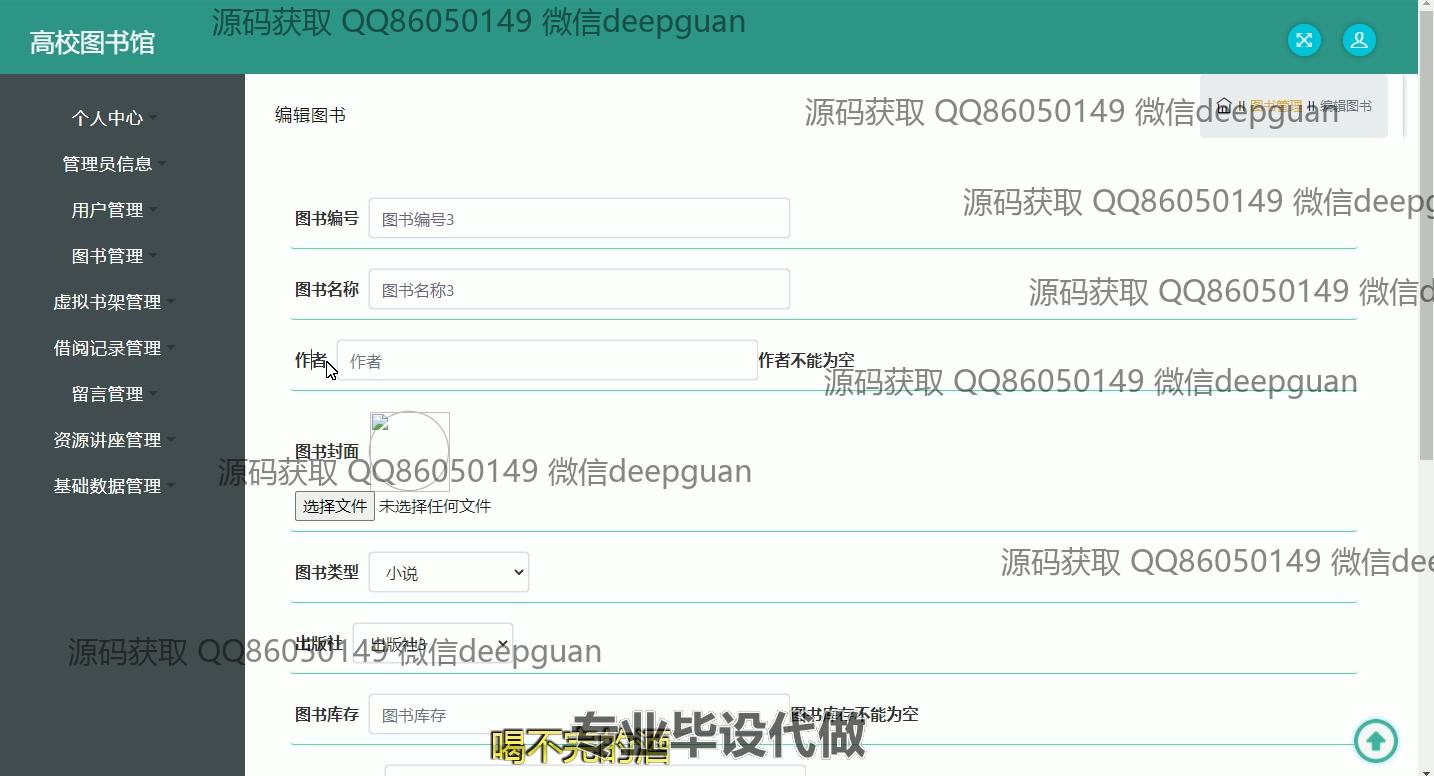 源码获取 QQ86050149 微信deepguan
高校图书馆
个人中心
管理员信息
用户管理
图书管理
虚拟书架管理
借阅记录管理
留言管理
资源讲座管理
基础数据管理
编辑图书
图书管理 编辑图书
源码获取 QQ86050149 微信deepguan
源码获取 QQ86050149 微信deepg
图书编号 图书编号3
图书名称 图书名称3
源码获取 QQ86050149 微信d
作者 作者 作者不能为空
源码获取 QQ86050149 微信deepguan
图书封面
源码获取 QQ86050149 微信deepguan
选择文件 未选择任何文件
图书类型 小说
源码获取 QQ86050149 微信dee
出版社 出版社3
源码获取 QQ86050149 微信deepguan
图书库存 图书库存 图书库存不能为空
专业毕设代做
喝不完的酒